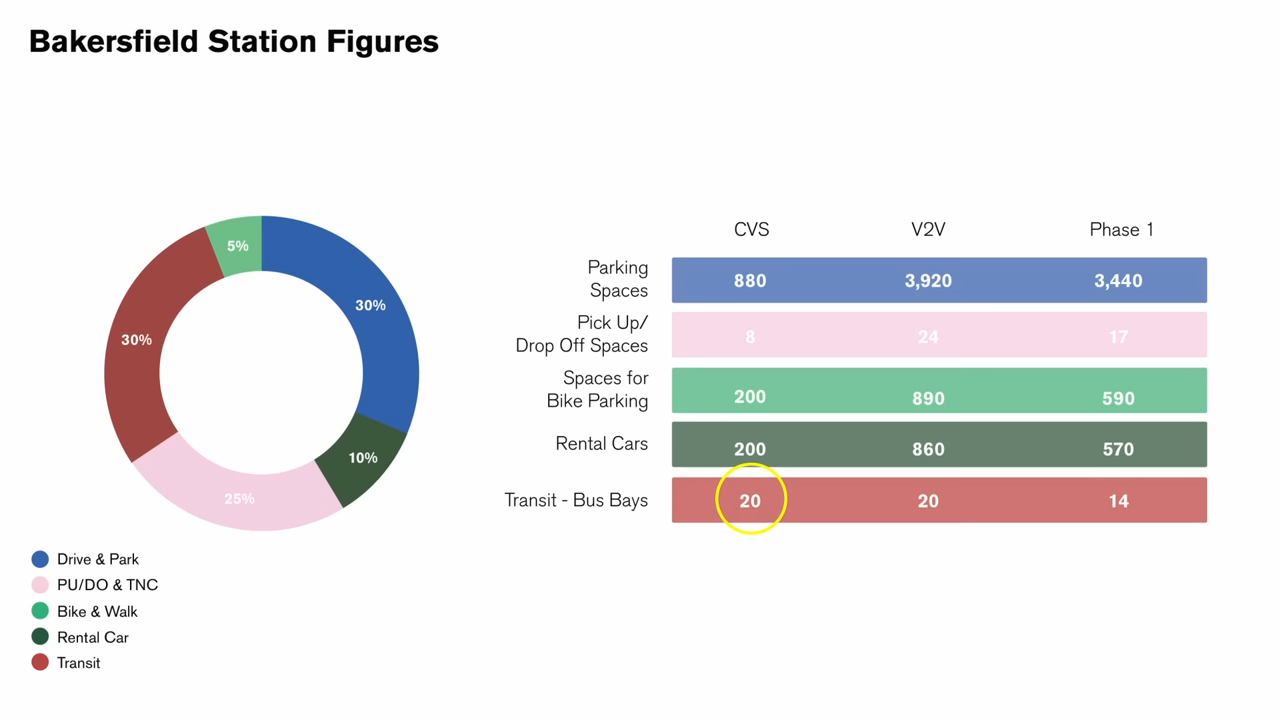 Bakersfield Station Figures
5%
30%
30%
10%
25%
Drive & Park
PU/DO & TNC
Bike & Walk
Rental Car
Transit
CVS V2V Phase 1
Parking
Spaces
880 3,920 3,440
Pick Up/
Drop Off Spaces
8 24 17
Spaces for
Bike Parking
200 890 590
Rental Cars 200 860 570
Transit - Bus Bays 20 20 14